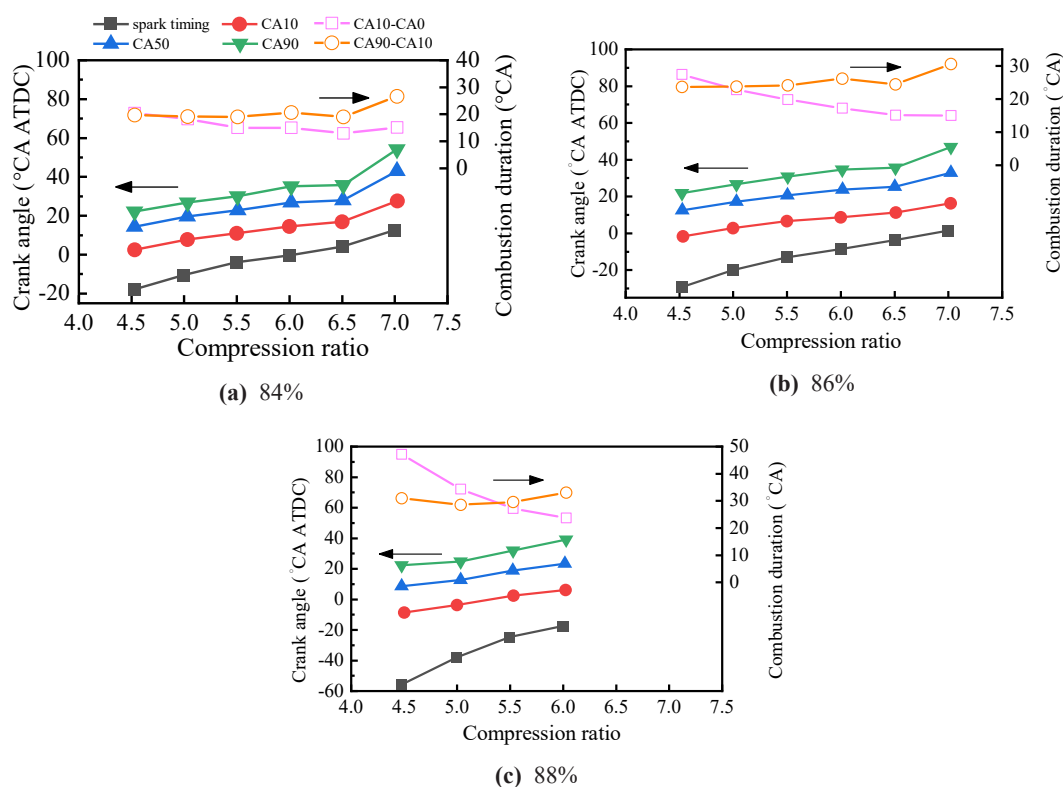 spark timing CA10 CA10-CA0
CA50 CA90 CA90-CA10
100
80
60
40
20
0
-20
Crank angle (°CA ATDC)
40
30
20
10
0
Combustion duration (°CA)
4.0 4.5 5.0 5.5 6.0 6.5 7.0 7.5
Compression ratio
(a) 84%
100
80
60
40
20
0
-20
Crank angle (°CA ATDC)
30
20
10
0
Combustion duration (°CA)
4.0 4.5 5.0 5.5 6.0 6.5 7.0 7.5
Compression ratio
(b) 86%
100
80
60
40
20
0
-20
-40
-60
Crank angle (°CA ATDC)
50
40
30
20
10
0
Combustion duration (°CA)
4.0 4.5 5.0 5.5 6.0 6.5 7.0 7.5
Compression ratio
(c) 88%